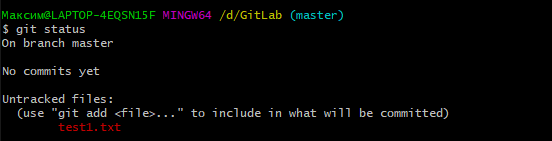 Максим@LAPTOP-4EQSN15F MINGW64 /d/GitLab (master)
$ git status
On branch master
No commits yet
Untracked files:
(use "git add <file>..." to include in what will be committed)
test1.txt